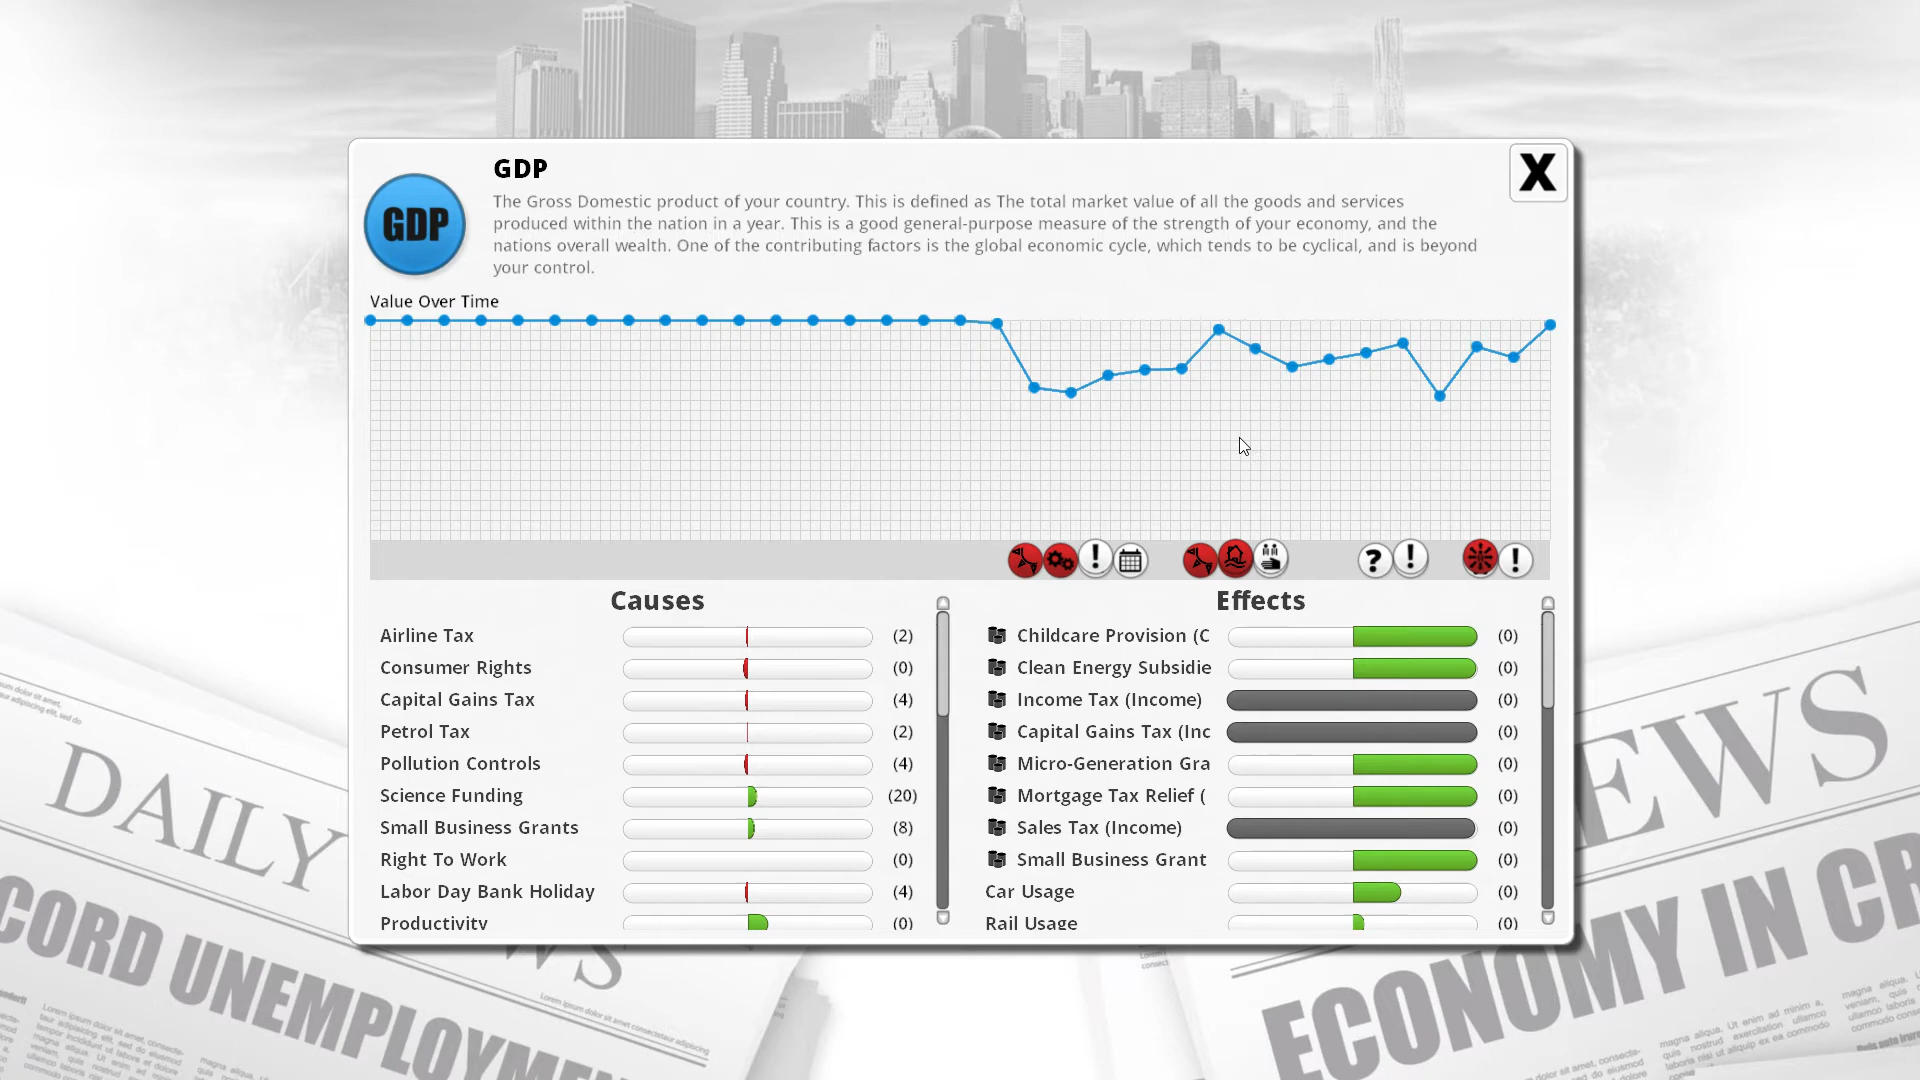 GDP
GDP
The Gross Domestic product of your country. This is defined as The total market value of all the goods and services
produced within the nation in a year. This is a good general-purpose measure of the strength of your economy, and the
nations overall wealth. One of the contributing factors is the global economic cycle, which tends to be cyclical, and is beyond
your control.
X
Value Over Time
! ? ! !
Causes
Airline Tax (2)
Consumer Rights (0)
Capital Gains Tax (4)
Petrol Tax (2)
Pollution Controls (4)
Science Funding (20)
Small Business Grants (8)
Right To Work (0)
Labor Day Bank Holiday (4)
Productivity (0)
Effects
Childcare Provision (C (0)
Clean Energy Subsidie (0)
Income Tax (Income) (0)
Capital Gains Tax (Inc (0)
Micro-Generation Gra (0)
Mortgage Tax Relief ( (0)
Sales Tax (Income) (0)
Small Business Grant (0)
Car Usage (0)
Rail Usage (0)
DAILY
EWS
WS
CORD UNEMPLOYME
ECONOMY IN CR